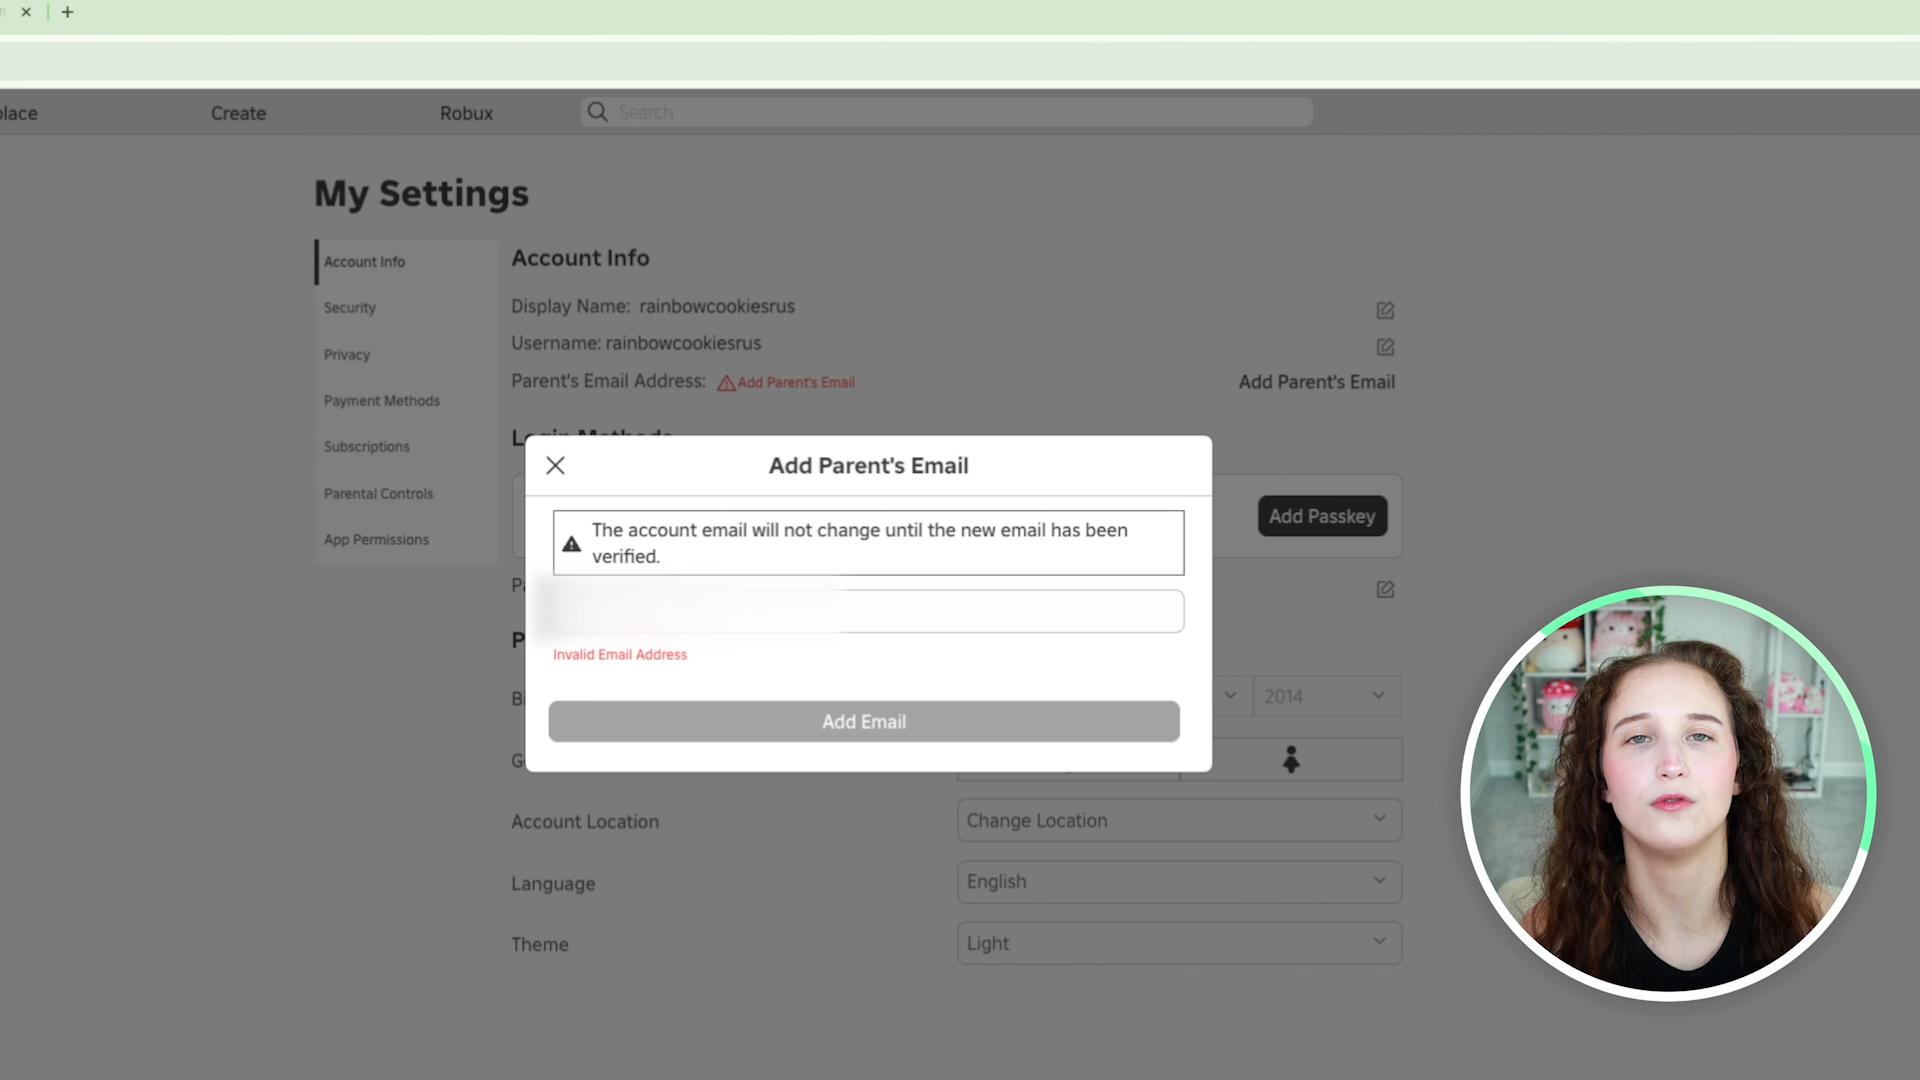 place
Create
Robux
Search
My Settings
Account Info
Security
Privacy
Payment Methods
Subscriptions
Parental Controls
App Permissions
Account Info
Display Name: rainbowcookiesrus
Username: rainbowcookiesrus
Parent's Email Address: Add Parent's Email
Add Parent's Email
Add Parent's Email
The account email will not change until the new email has been
verified.
Invalid Email Address
Add Email
Add Passkey
2014
Account Location
Change Location
Language
English
Theme
Light